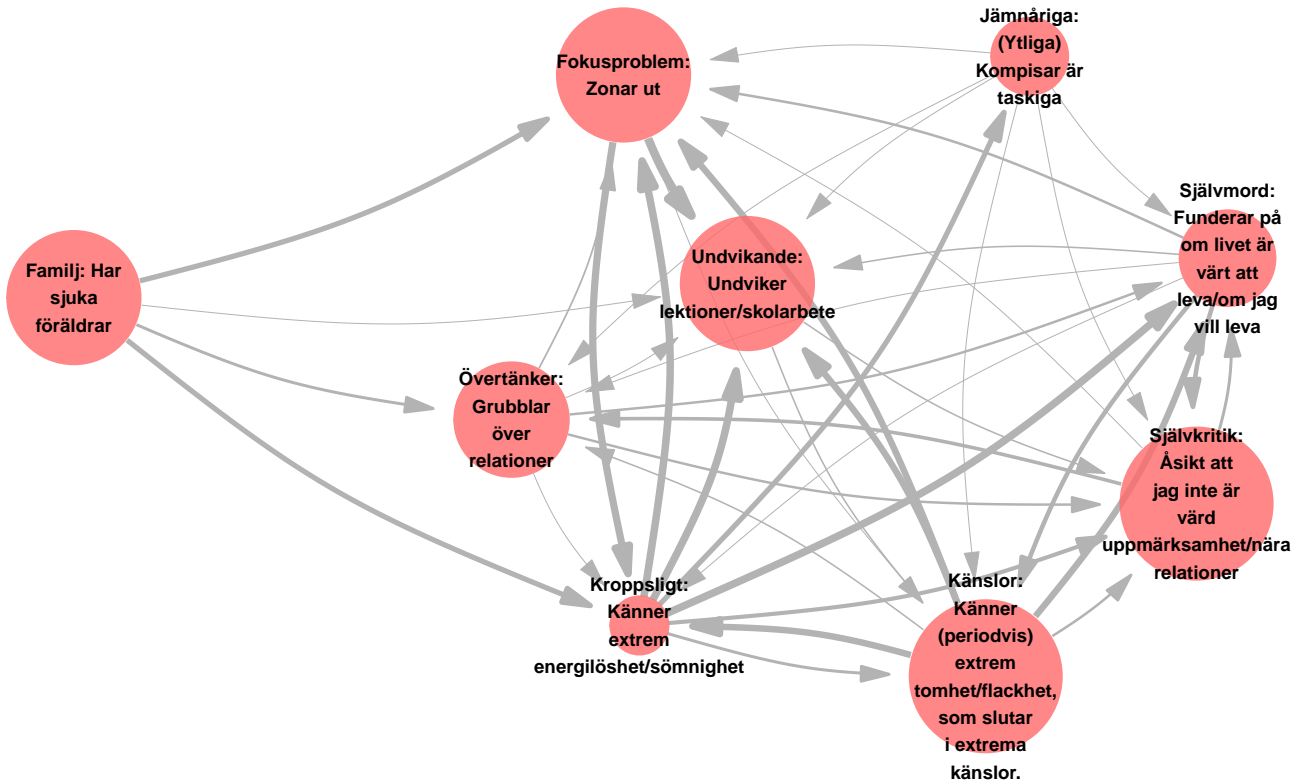 Jämnåriga:
(Ytliga)
Kompisar är
taskiga
Fokusproblem:
Zonar ut
Självmord:
Funderar på
om livet är
värt att
leva/om jag
vill leva
Familj: Har
sjuka
föräldrar
Undvikande:
Undviker
lektioner/skolarbete
Övertänker:
Grubblar
över
relationer
Självkritik:
Åsikt att
jag inte är
värd
uppmärksamhet/nära
relationer
Kroppsligt:
Känner
extrem
energilöshet/sömnighet
Känslor:
Känner
(periodvis)
extrem
tomhet/flackhet,
som slutar
i extrema
känslor.